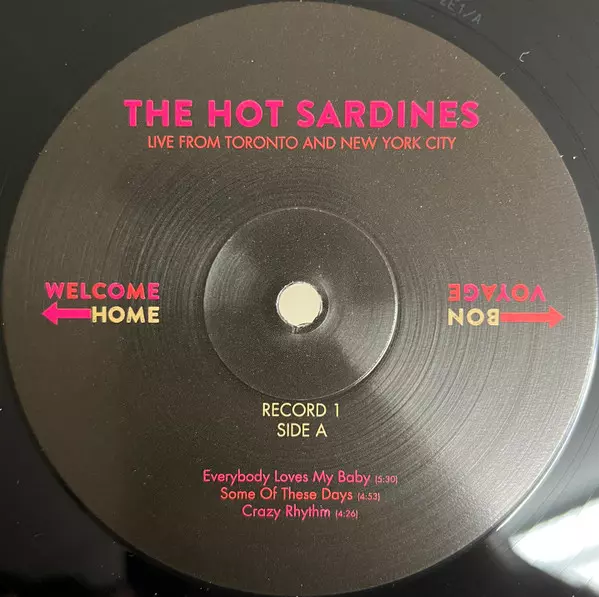 THE HOT SARDINES
LIVE FROM TORONTO AND NEW YORK CITY
WELCOME
HOME
BON
VOYAGE
RECORD 1
SIDE A
Everybody Loves My Baby (5:30)
Some Of These Days (4:53)
Crazy Rhythm (4:26)